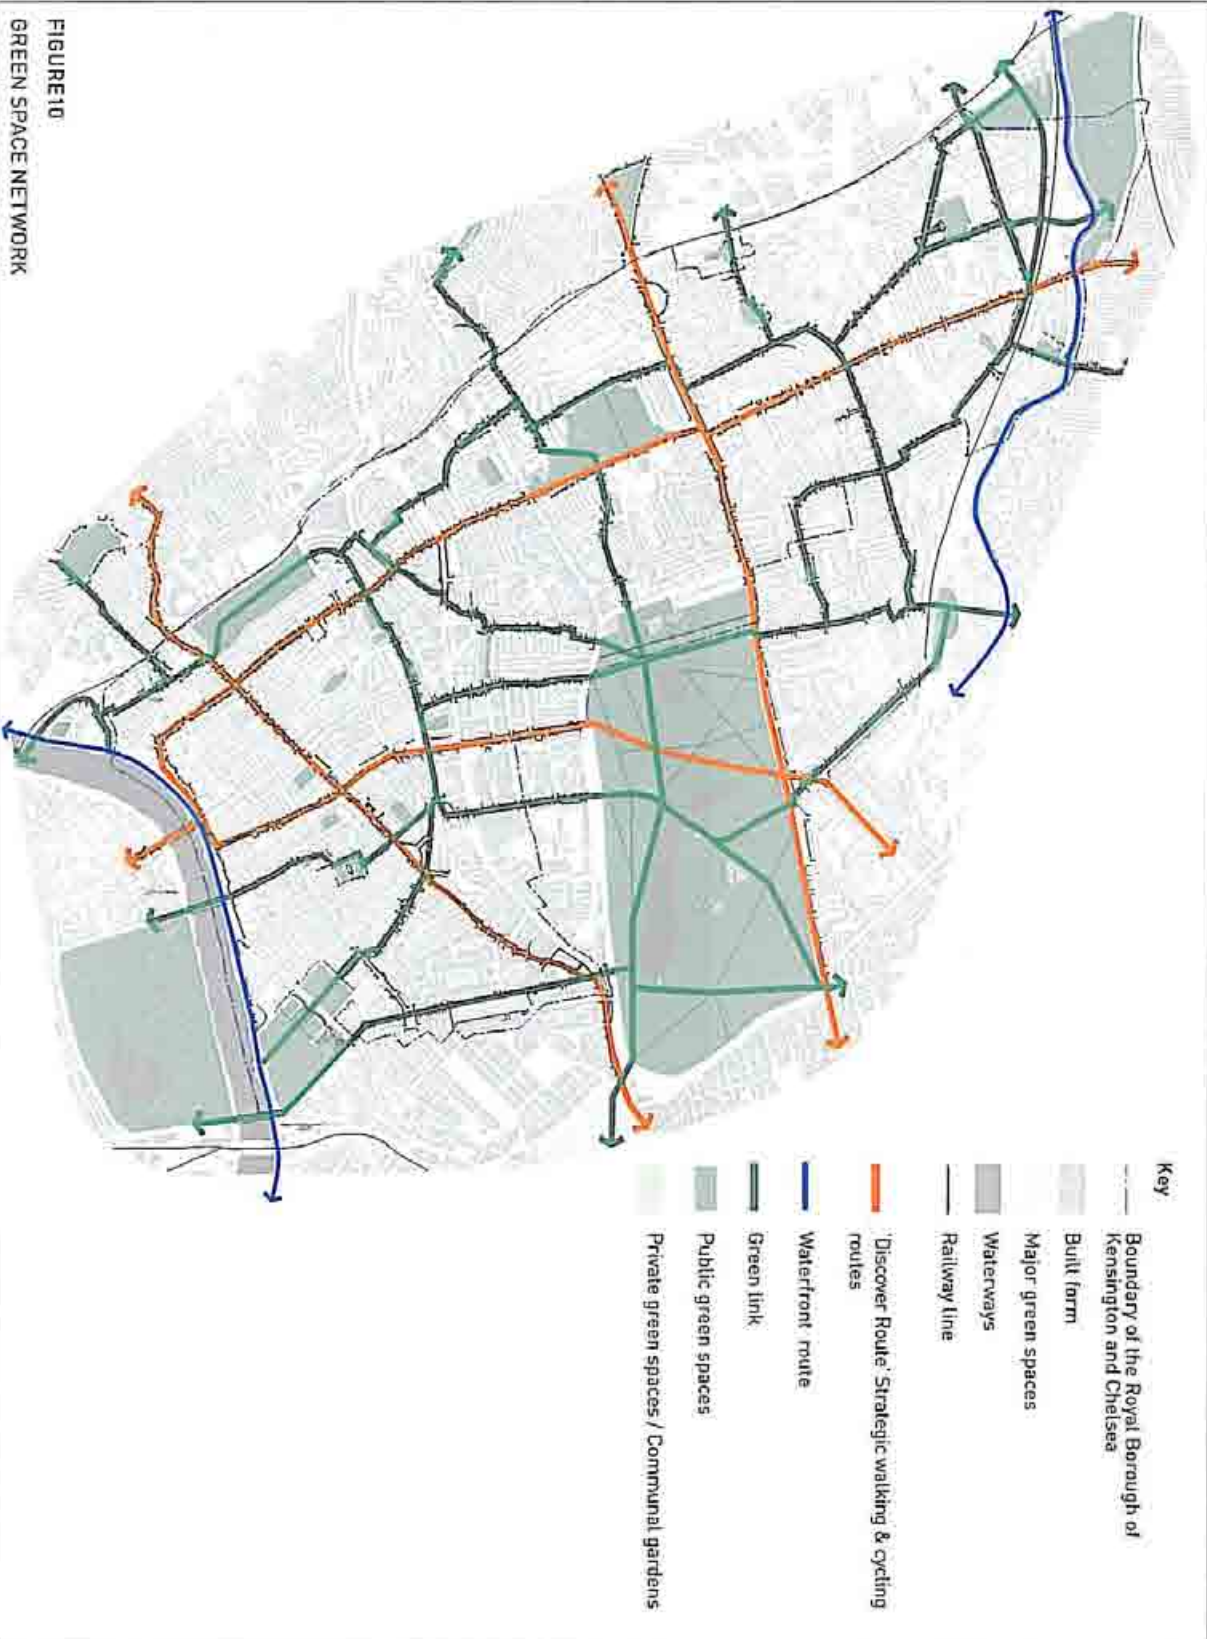 Key
Boundary of the Royal Borough of
Kensington and Chelsea
Built form
Major green spaces
Waterways
Railway line
'Discover Route' Strategic walking & cycling
routes
Waterfront route
Green link
Public green spaces
Private green spaces / Communal gardens
FIGURE10
GREEN SPACE NETWORK